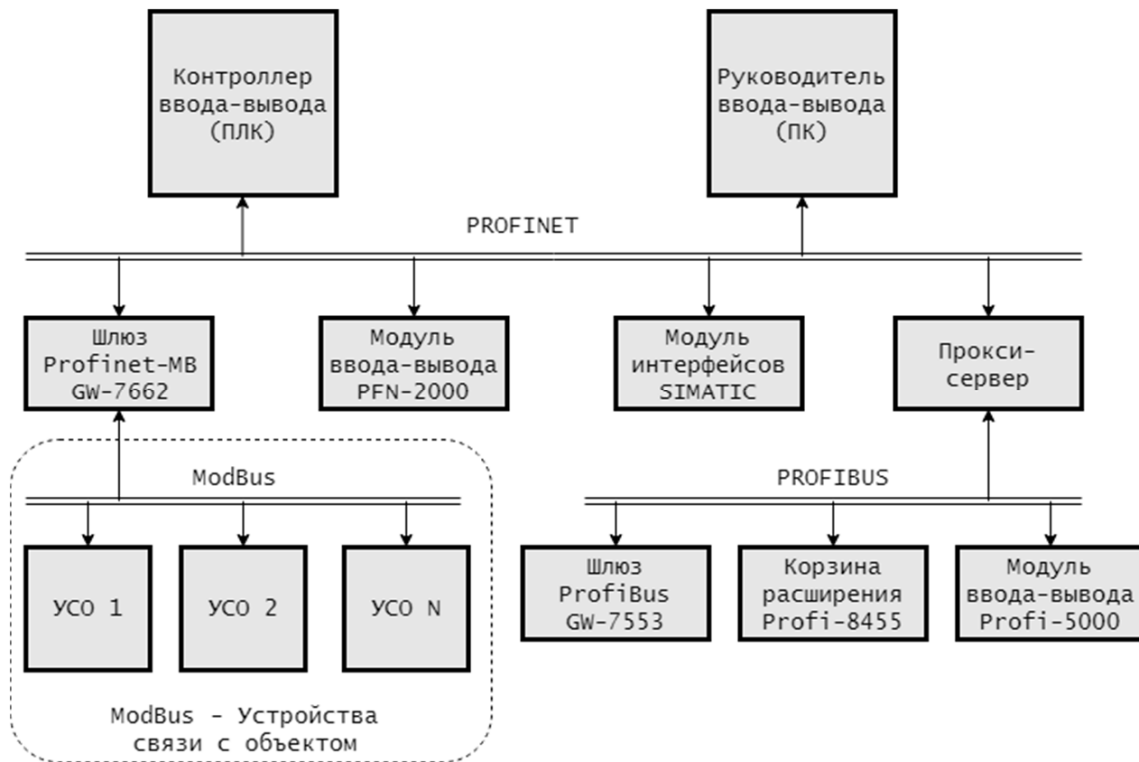 Контроллер
ввода-вывода
(ПЛК)
Руководитель
ввода-вывода
(ПК)
PROFINET
Шлюз
Profinet-MB
GW-7662
Модуль
ввода-вывода
PFN-2000
Модуль
интерфейсов
SIMATIC
Прокси-
сервер
ModBus
PROFIBUS
УСО 1
УСО 2
УСО N
Шлюз
ProfiBus
GW-7553
Корзина
расширения
Profi-8455
Модуль
ввода-вывода
Profi-5000
ModBus - Устройства
связи с объектом